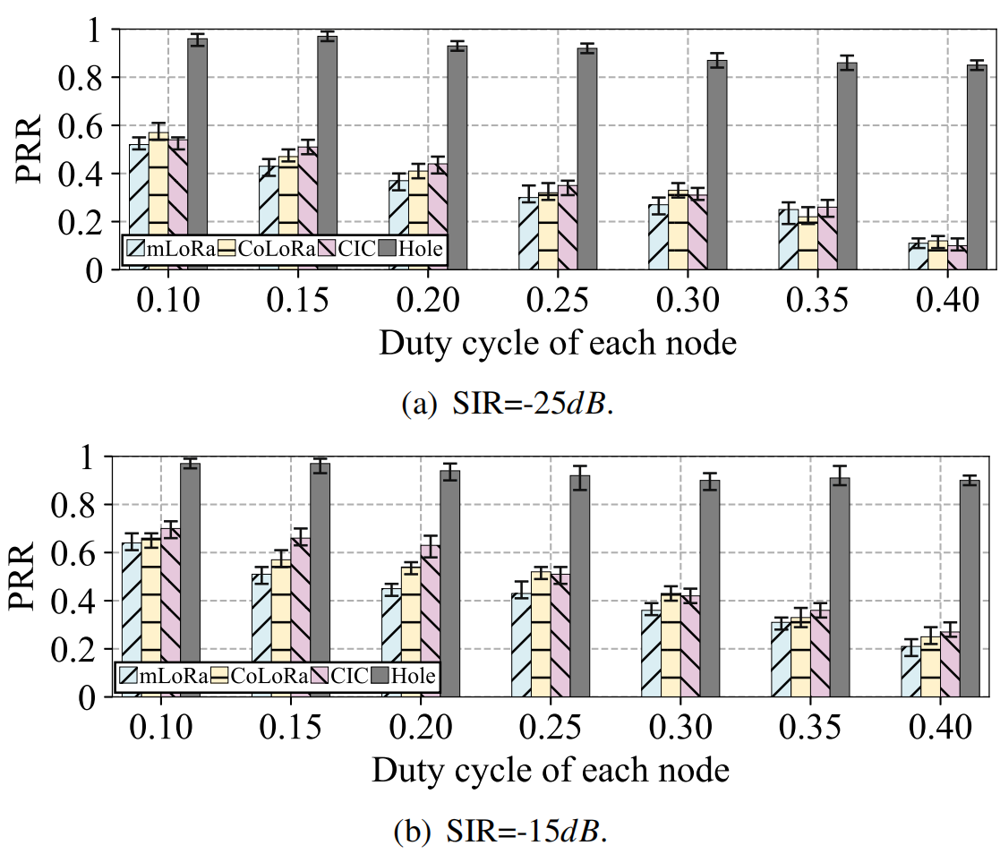 1
0.8
0.6
0.4
0.2
0
PRR
mLoRa CoLoRa CIC Hole
0.10 0.15 0.20 0.25 0.30 0.35 0.40
Duty cycle of each node
(a) SIR=-25dB.
1
0.8
0.6
0.4
0.2
0
PRR
mLoRa CoLoRa CIC Hole
0.10 0.15 0.20 0.25 0.30 0.35 0.40
Duty cycle of each node
(b) SIR=-15dB.